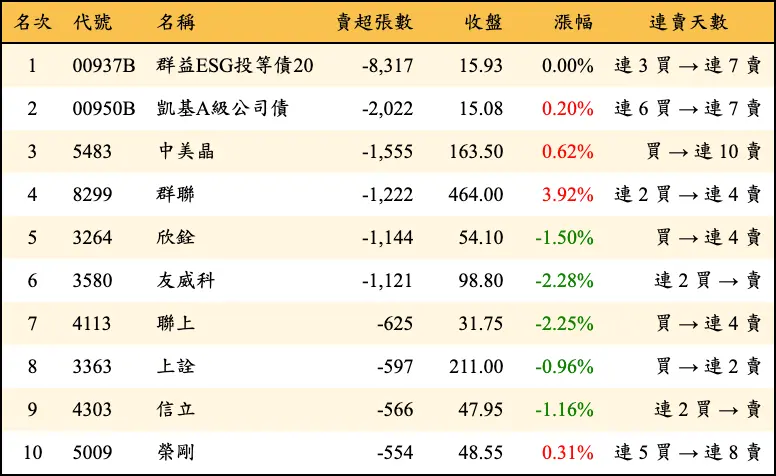 名次 代號 名稱 賣超張數 收盤 漲幅 連賣天數
1 00937B 群益ESG投等債20 -8,317 15.93 0.00% 連 3 買 → 連 7 賣
2 00950B 凱基A級公司債 -2,022 15.08 0.20% 連 6 買 → 連 7 賣
3 5483 中美晶 -1,555 163.50 0.62% 買 → 連 10 賣
4 8299 群聯 -1,222 464.00 3.92% 連 2 買 → 連 4 賣
5 3264 欣銓 -1,144 54.10 -1.50% 買 → 連 4 賣
6 3580 友威科 -1,121 98.80 -2.28% 連 2 買 → 賣
7 4113 聯上 -625 31.75 -2.25% 買 → 連 4 賣
8 3363 上詮 -597 211.00 -0.96% 買 → 連 2 賣
9 4303 信立 -566 47.95 -1.16% 連 2 買 → 賣
10 5009 榮剛 -554 48.55 0.31% 連 5 買 → 連 8 賣